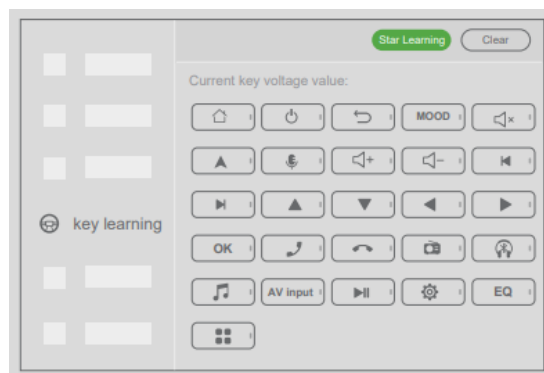 Star Learning Clear
Current key voltage value:
MOOD
key learning
OK
AV input EQ